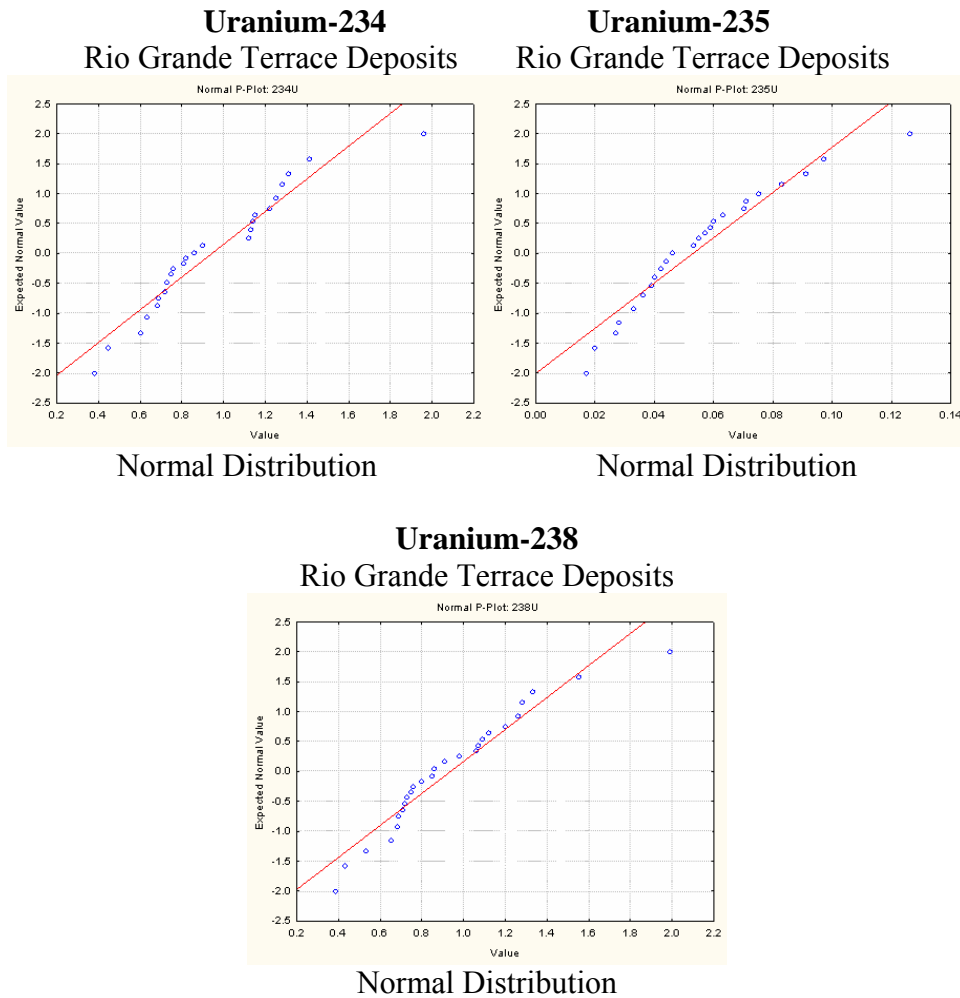 Uranium-234 Uranium-235
Rio Grande Terrace Deposits Rio Grande Terrace Deposits
Normal P-Plot: 234U Normal P-Plot: 235U
Expected Normal Value
2.5
2.0
1.5
1.0
0.5
0.0
-0.5
-1.0
-1.5
-2.0
-2.5
0.2 0.4 0.6 0.8 1.0 1.2 1.4 1.6 1.8 2.0 2.2
Value
Expected Normal Value
2.5
2.0
1.5
1.0
0.5
0.0
-0.5
-1.0
-1.5
-2.0
-2.5
0.00 0.02 0.04 0.06 0.08 0.10 0.12 0.14
Value
Normal Distribution Normal Distribution
Uranium-238
Rio Grande Terrace Deposits
Normal P-Plot: 238U
Expected Normal Value
2.5
2.0
1.5
1.0
0.5
0.0
-0.5
-1.0
-1.5
-2.0
-2.5
0.2 0.4 0.6 0.8 1.0 1.2 1.4 1.6 1.8 2.0 2.2
Value
Normal Distribution